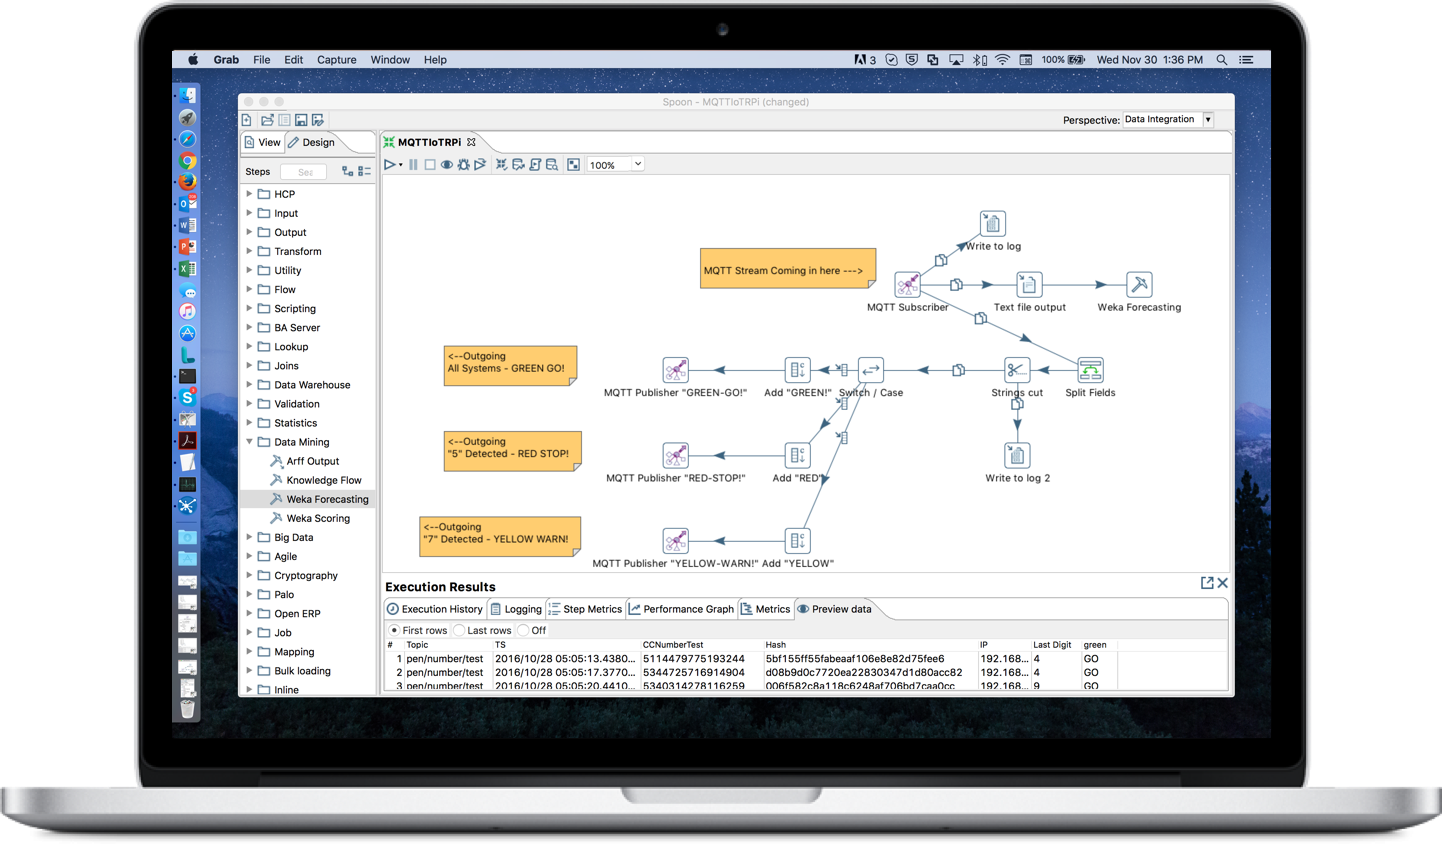 Grab File Edit Capture Window Help
3
100%
Wed Nov 30 1:36 PM
Spoon - MQTTIoTRPi (changed)
Perspective: Data Integration
View Design
MQTTIoTRPi
Steps
100%
HCP
Input
Output
Transform
Utility
Flow
Scripting
BA Server
Lookup
Joins
Data Warehouse
Validation
Statistics
Data Mining
Arff Output
Knowledge Flow
Weka Forecasting
Weka Scoring
Big Data
Agile
Cryptography
Palo
Open ERP
Job
Mapping
Bulk loading
Inline
Write to log
MQTT Stream Coming in here --->
MQTT Subscriber
Text file output
Weka Forecasting
<--Outgoing
All Systems - GREEN GO!
MQTT Publisher "GREEN-GO!"
Add "GREEN!"
Switch / Case
Strings cut
Split Fields
<--Outgoing
"5" Detected - RED STOP!
MQTT Publisher "RED-STOP!"
Add "RED"
Write to log 2
<--Outgoing
"7" Detected - YELLOW WARN!
MQTT Publisher "YELLOW-WARN!"
Add "YELLOW"
Execution Results
Execution History Logging Step Metrics Performance Graph Metrics Preview data
First rows Last rows Off
# Topic TS CCNumberTest Hash IP Last Digit green
1 pen/number/test 2016/10/28 05:05:13.4380... 5114479775193244 5bf155ff55fabeaaf106e8e82d75fee6 192.168... 4 GO
2 pen/number/test 2016/10/28 05:05:17.3770... 5344725716914904 d08b9d0c7720ea22830347d1d80acc82 192.168... 4 GO
3 pen/number/test 2016/10/28 05:05:20.4410... 5340314278116259 006f582c8a118c6248af706bd7caa0cc 192.168... 9 GO